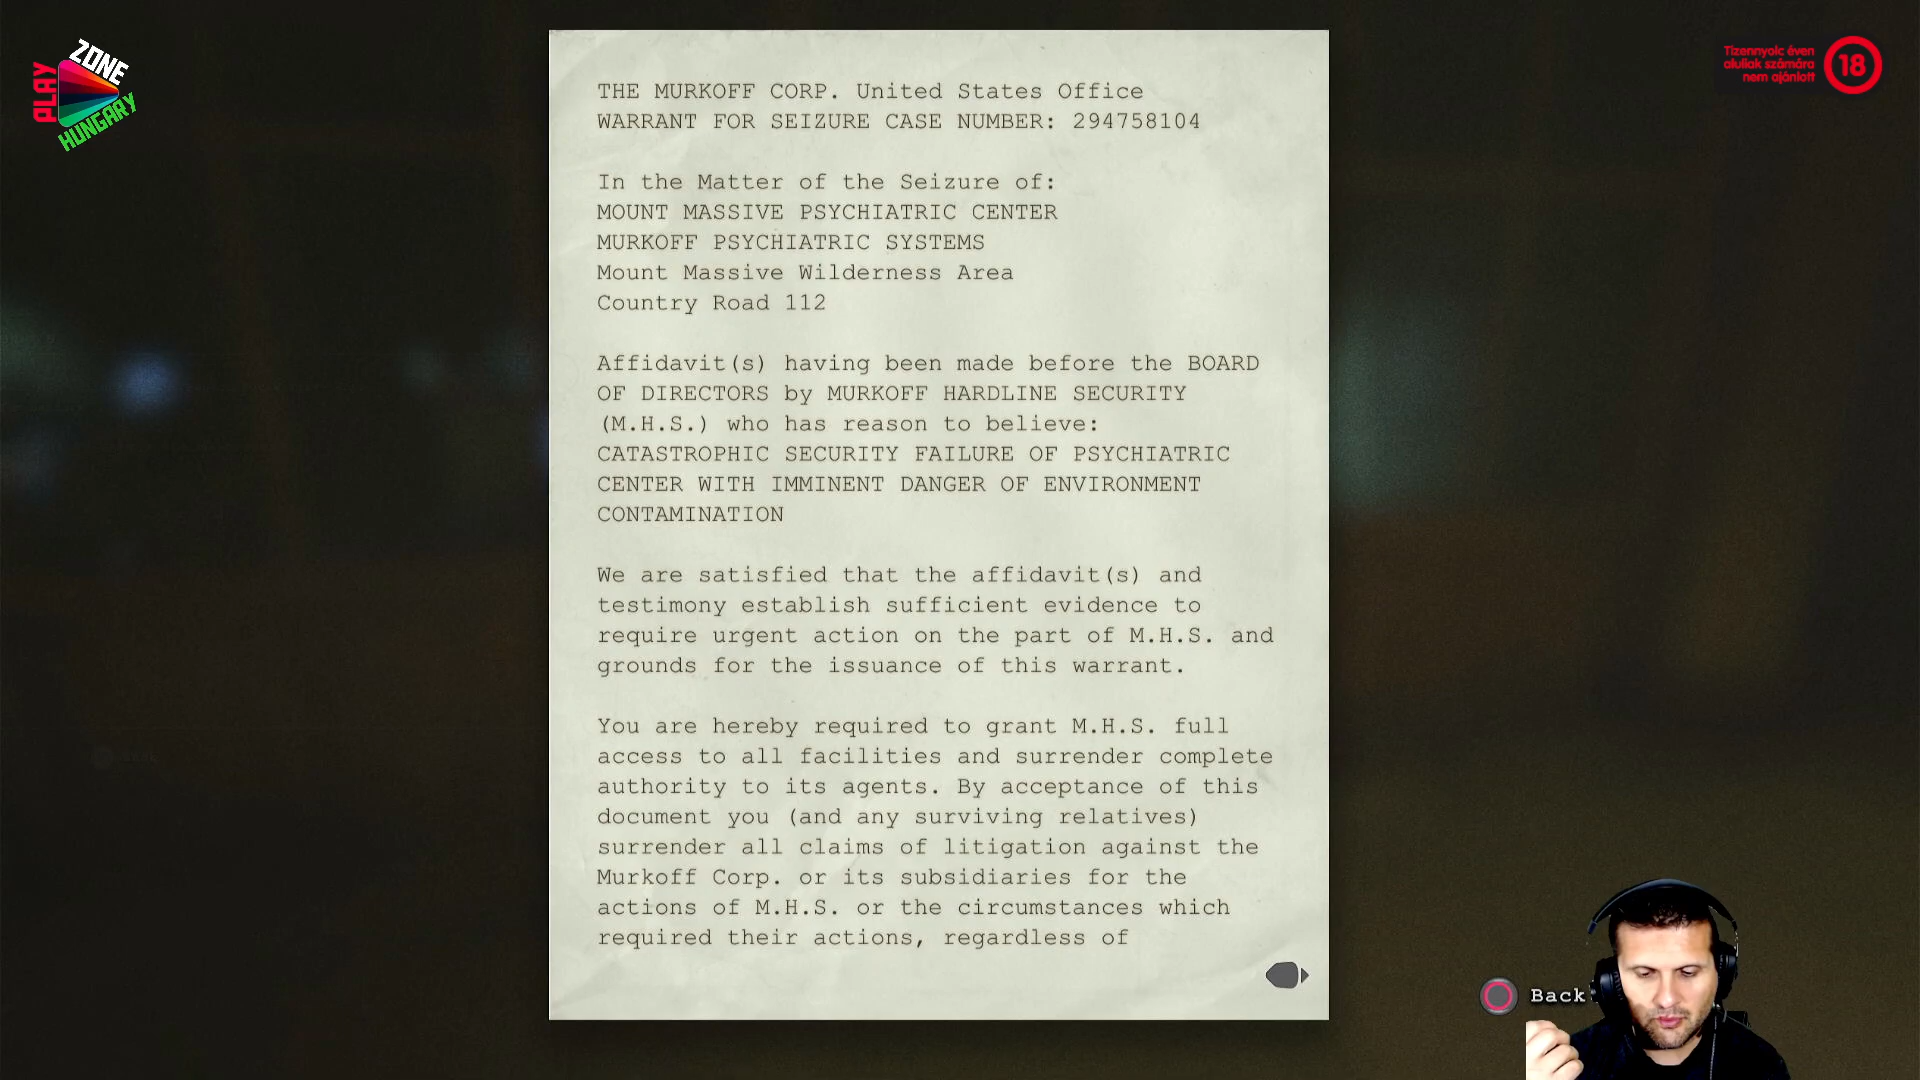 PLAY
ZONE
HUNGARY
Tizennyolc éven
aluliak számára
nem ajánlott
18
THE MURKOFF CORP. United States Office
WARRANT FOR SEIZURE CASE NUMBER: 294758104
In the Matter of the Seizure of:
MOUNT MASSIVE PSYCHIATRIC CENTER
MURKOFF PSYCHIATRIC SYSTEMS
Mount Massive Wilderness Area
Country Road 112
Affidavit(s) having been made before the BOARD
OF DIRECTORS by MURKOFF HARDLINE SECURITY
(M.H.S.) who has reason to believe:
CATASTROPHIC SECURITY FAILURE OF PSYCHIATRIC
CENTER WITH IMMINENT DANGER OF ENVIRONMENT
CONTAMINATION
We are satisfied that the affidavit(s) and
testimony establish sufficient evidence to
require urgent action on the part of M.H.S. and
grounds for the issuance of this warrant.
You are hereby required to grant M.H.S. full
access to all facilities and surrender complete
authority to its agents. By acceptance of this
document you (and any surviving relatives)
surrender all claims of litigation against the
Murkoff Corp. or its subsidiaries for the
actions of M.H.S. or the circumstances which
required their actions, regardless of
Back